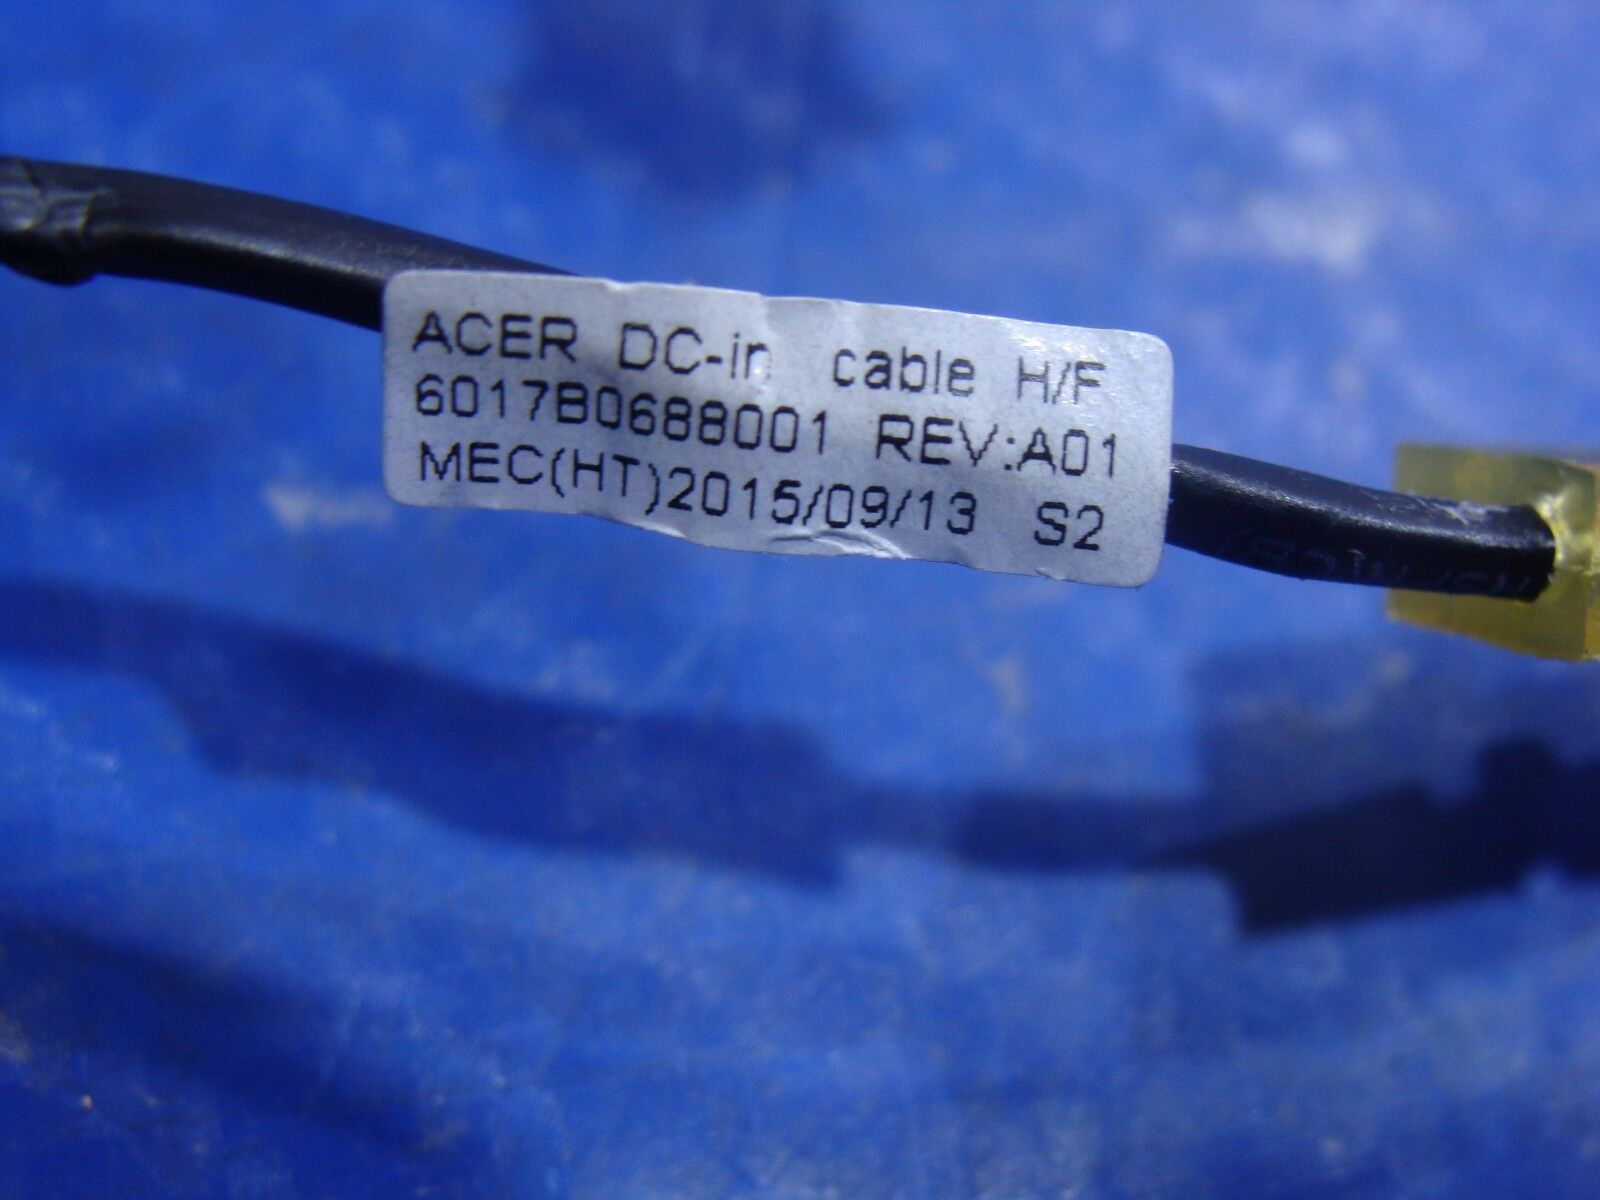 ACER DC-in cable H/F
6017B0688001 REV:A01
MEC(HT)2015/09/13 S2